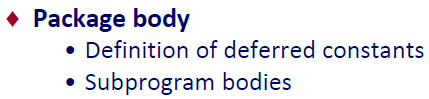 ♦ Package body
• Definition of deferred constants
• Subprogram bodies